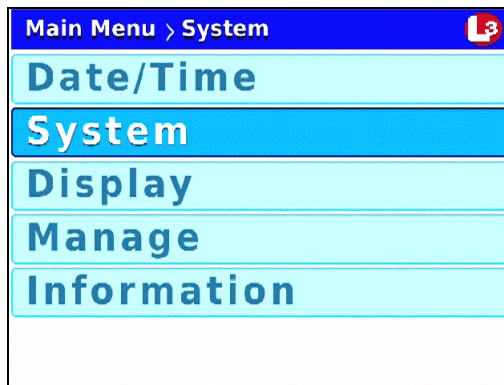 Main Menu > System L3
Date/Time
System
Display
Manage
Information